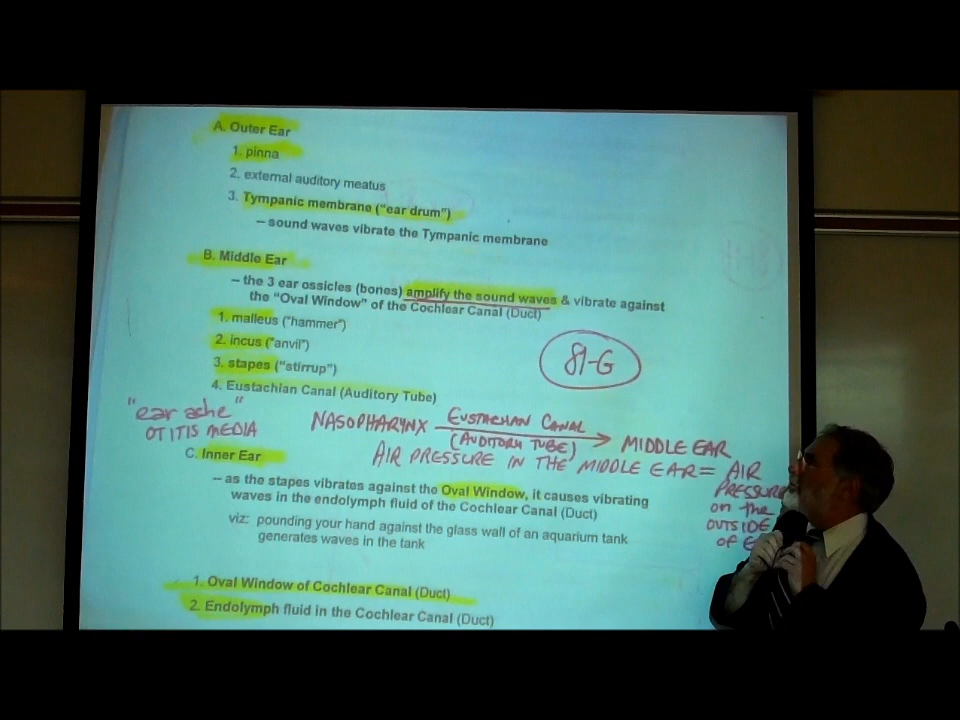 A. Outer Ear
1. pinna
2. external auditory meatus
3. Tympanic membrane ("ear drum")
– sound waves vibrate the Tympanic membrane
B. Middle Ear
– the 3 ear ossicles (bones) amplify the sound waves & vibrate against
the "Oval Window" of the Cochlear Canal (Duct)
1. malleus ("hammer")
2. incus ("anvil")
3. stapes ("stirrup")
81-G
4. Eustachian Canal (Auditory Tube)
"ear ache"
OTITIS MEDIA
NASOPHARYNX EUSTACHAN CANAL
(AUDITORY TUBE) MIDDLE EAR
AIR PRESSURE IN THE MIDDLE EAR = AIR
PRESSURE
on the
OUTSIDE
OF
C. Inner Ear
– as the stapes vibrates against the Oval Window, it causes vibrating
waves in the endolymph fluid of the Cochlear Canal (Duct)
viz: pounding your hand against the glass wall of an aquarium tank
generates waves in the tank
1. Oval Window of Cochlear Canal (Duct)
2. Endolymph fluid in the Cochlear Canal (Duct)